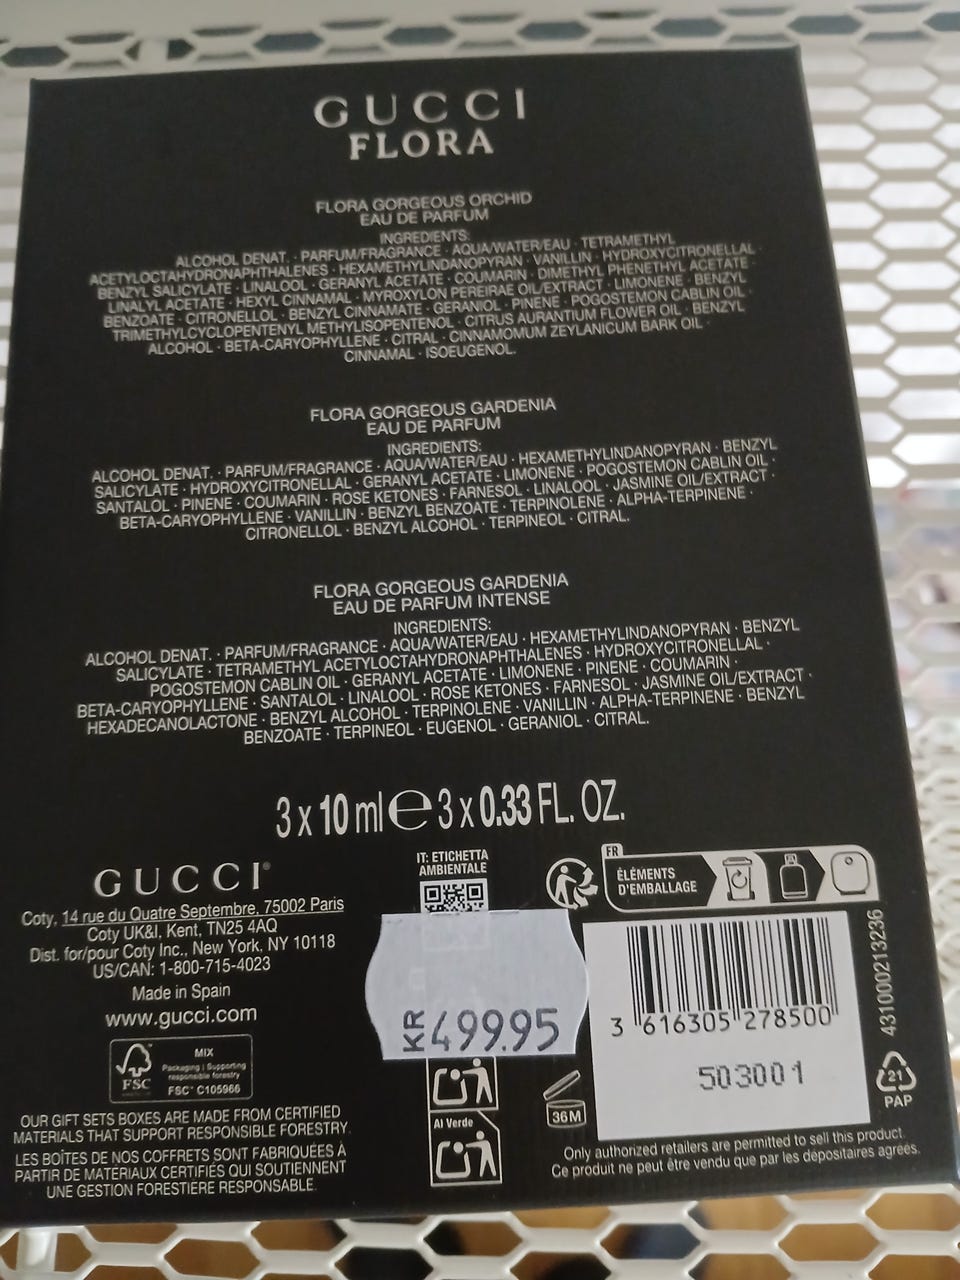 GUCCI
FLORA
FLORA GORGEOUS ORCHID
EAU DE PARFUM
INGREDIENTS:
ALCOHOL DENAT. · PARFUM/FRAGRANCE · AQUA/WATER/EAU · TETRAMETHYL
ACETYLOCTAHYDRONAPHTHALENES · HEXAMETHYLINDANOPYRAN · VANILLIN · HYDROXYCITRONELLAL ·
BENZYL SALICYLATE · LINALOOL · GERANYL ACETATE · COUMARIN · DIMETHYL PHENETHYL ACETATE ·
LINALYL ACETATE · HEXYL CINNAMAL · MYROXYLON PEREIRAE OIL/EXTRACT · LIMONENE · BENZYL
BENZOATE · CITRONELLOL · BENZYL CINNAMATE · GERANIOL · PINENE · POGOSTEMON CABLIN OIL ·
TRIMETHYLCYCLOPENTENYL METHYLISOPENTENOL · CITRUS AURANTIUM FLOWER OIL · BENZYL
ALCOHOL · BETA-CARYOPHYLLENE · CITRAL · CINNAMOMUM ZEYLANICUM BARK OIL ·
CINNAMAL · ISOEUGENOL.
FLORA GORGEOUS GARDENIA
EAU DE PARFUM
INGREDIENTS:
ALCOHOL DENAT. · PARFUM/FRAGRANCE · AQUA/WATER/EAU · HEXAMETHYLINDANOPYRAN · BENZYL
SALICYLATE · HYDROXYCITRONELLAL · GERANYL ACETATE · LIMONENE · POGOSTEMON CABLIN OIL ·
SANTALOL · PINENE · COUMARIN · ROSE KETONES · FARNESOL · LINALOOL · JASMINE OIL/EXTRACT ·
BETA-CARYOPHYLLENE · VANILLIN · BENZYL BENZOATE · TERPINOLENE · ALPHA-TERPINENE ·
CITRONELLOL · BENZYL ALCOHOL · TERPINEOL · CITRAL.
FLORA GORGEOUS GARDENIA
EAU DE PARFUM INTENSE
INGREDIENTS:
ALCOHOL DENAT. · PARFUM/FRAGRANCE · AQUA/WATER/EAU · HEXAMETHYLINDANOPYRAN · BENZYL
SALICYLATE · TETRAMETHYL ACETYLOCTAHYDRONAPHTHALENES · HYDROXYCITRONELLAL ·
POGOSTEMON CABLIN OIL · GERANYL ACETATE · LIMONENE · PINENE · COUMARIN ·
BETA-CARYOPHYLLENE · SANTALOL · LINALOOL · ROSE KETONES · FARNESOL · JASMINE OIL/EXTRACT ·
HEXADECANOLACTONE · BENZYL ALCOHOL · TERPINOLENE · VANILLIN · ALPHA-TERPINENE · BENZYL
BENZOATE · TERPINEOL · EUGENOL · GERANIOL · CITRAL.
3 x 10 ml e 3 x 0.33 FL. OZ.
GUCCI®
Coty, 14 rue du Quatre Septembre, 75002 Paris
Coty UK&I, Kent, TN25 4AQ
Dist. for/pour Coty Inc., New York, NY 10118
US/CAN: 1-800-715-4023
Made in Spain
www.gucci.com
FSC
MIX
Packaging | Supporting
responsible forestry
FSC® C105966
OUR GIFT SETS BOXES ARE MADE FROM CERTIFIED
MATERIALS THAT SUPPORT RESPONSIBLE FORESTRY.
LES BOÎTES DE NOS COFFRETS SONT FABRIQUÉES À
PARTIR DE MATÉRIAUX CERTIFIÉS QUI SOUTIENNENT
UNE GESTION FORESTIERE RESPONSABLE.
IT: ETICHETTA
AMBIENTALE
KR 499.95
Al Verde
FR
ÉLÉMENTS
D'EMBALLAGE
3 616305 278500
503001
431000213236
21
PAP
36M
Only authorized retailers are permitted to sell this product.
Ce produit ne peut être vendu que par les dépositaires agréés.